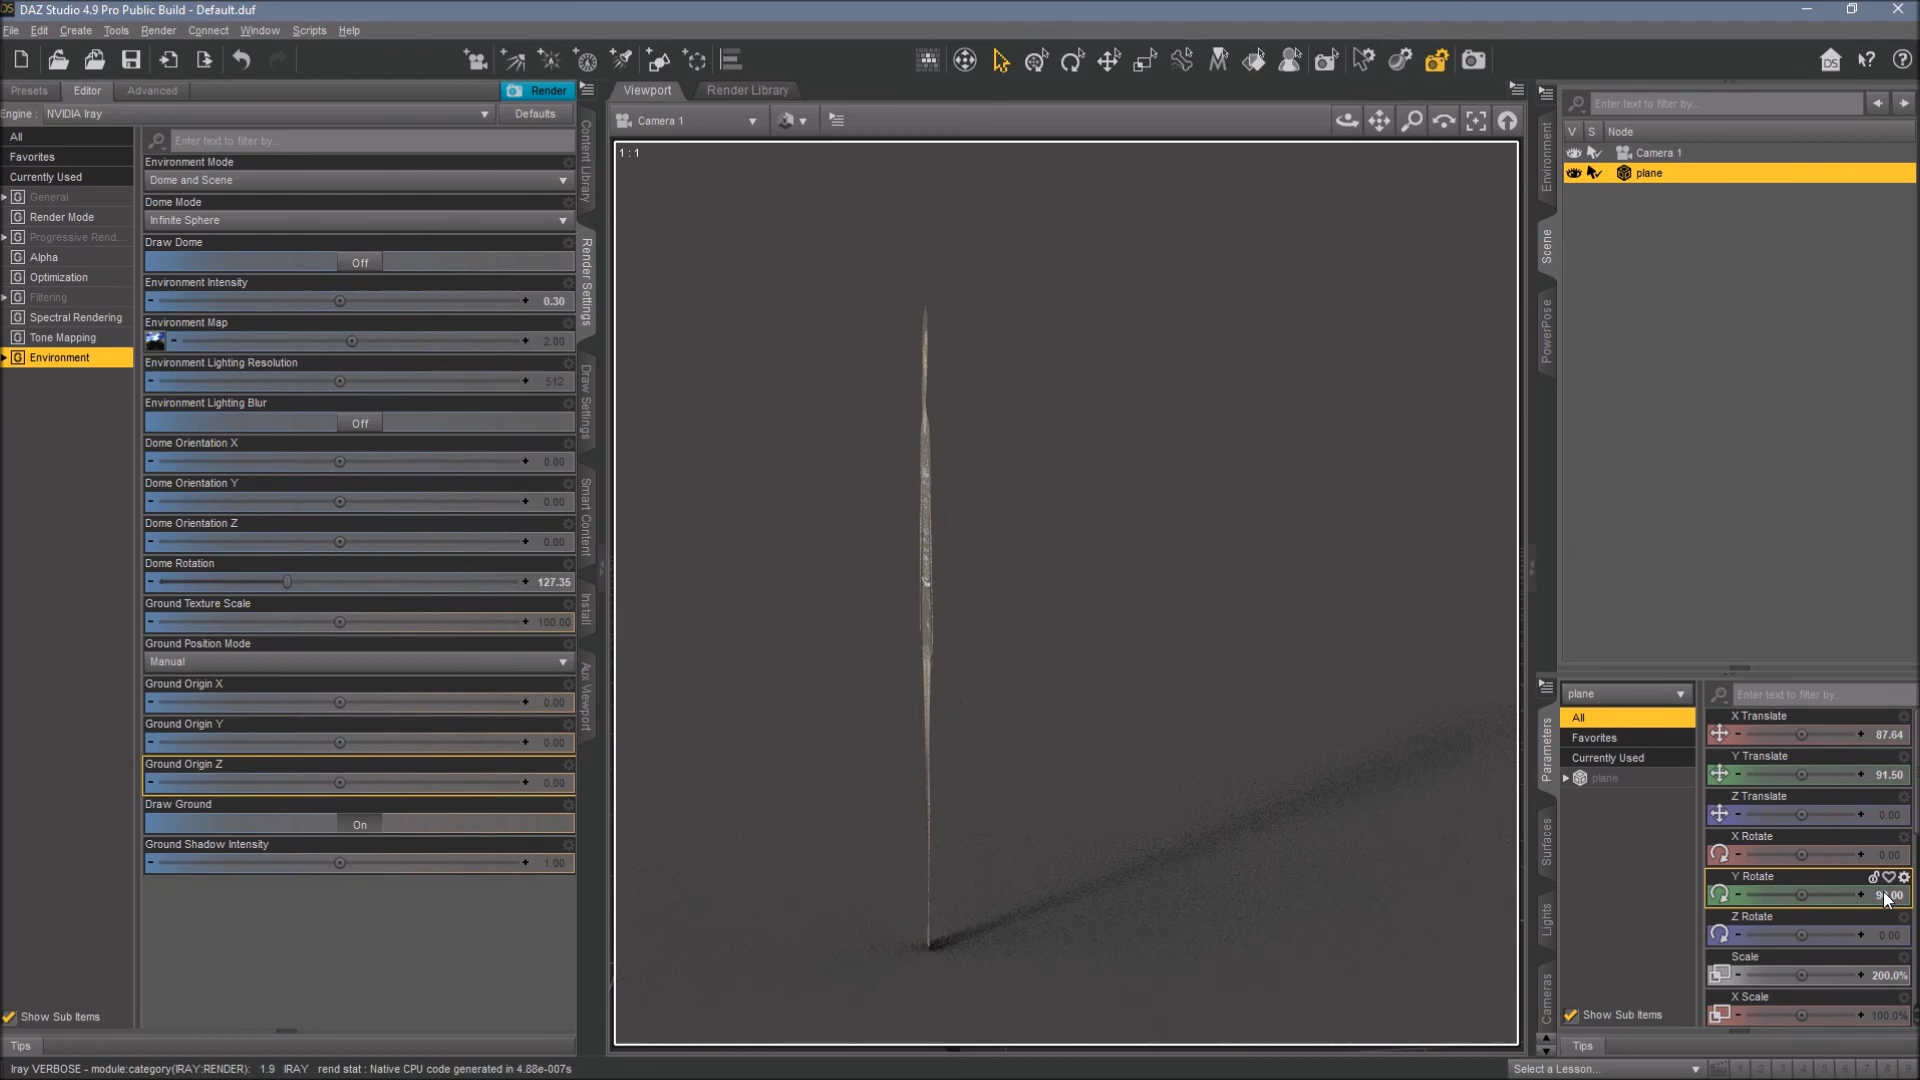 DAZ Studio 4.9 Pro Public Build - Default.duf
File Edit Create Tools Render Connect Window Scripts Help
Presets Editor Advanced Render
Engine : NVIDIA Iray Defaults
All
Favorites
Currently Used
General
Render Mode
Progressive Rend...
Alpha
Optimization
Filtering
Spectral Rendering
Tone Mapping
Environment
Show Sub Items
Tips
Enter text to filter by...
Environment Mode
Dome and Scene
Dome Mode
Infinite Sphere
Draw Dome
Off
Environment Intensity
0.30
Environment Map
2.00
Environment Lighting Resolution
512
Environment Lighting Blur
Off
Dome Orientation X
0.00
Dome Orientation Y
0.00
Dome Orientation Z
0.00
Dome Rotation
127.35
Ground Texture Scale
100.00
Ground Position Mode
Manual
Ground Origin X
0.00
Ground Origin Y
0.00
Ground Origin Z
0.00
Draw Ground
On
Ground Shadow Intensity
1.00
Content Library
Render Settings
Draw Settings
Smart Content
Install
Aux Viewport
Viewport Render Library
Camera 1
1 : 1
Environment
Scene
PowerPose
Enter text to filter by...
V S Node
Camera 1
plane
Parameters
Surfaces
Lights
Cameras
plane
All
Favorites
Currently Used
plane
Show Sub Items
Tips
Enter text to filter by...
X Translate
87.64
Y Translate
91.50
Z Translate
0.00
X Rotate
0.00
Y Rotate
Z Rotate
0.00
Scale
200.0%
X Scale
100.0%
Iray VERBOSE - module:category(IRAY:RENDER): 1.9 IRAY rend stat : Native CPU code generated in 4.88e-007s
Select a Lesson...
1 2 3 4 5 6 7 8 9